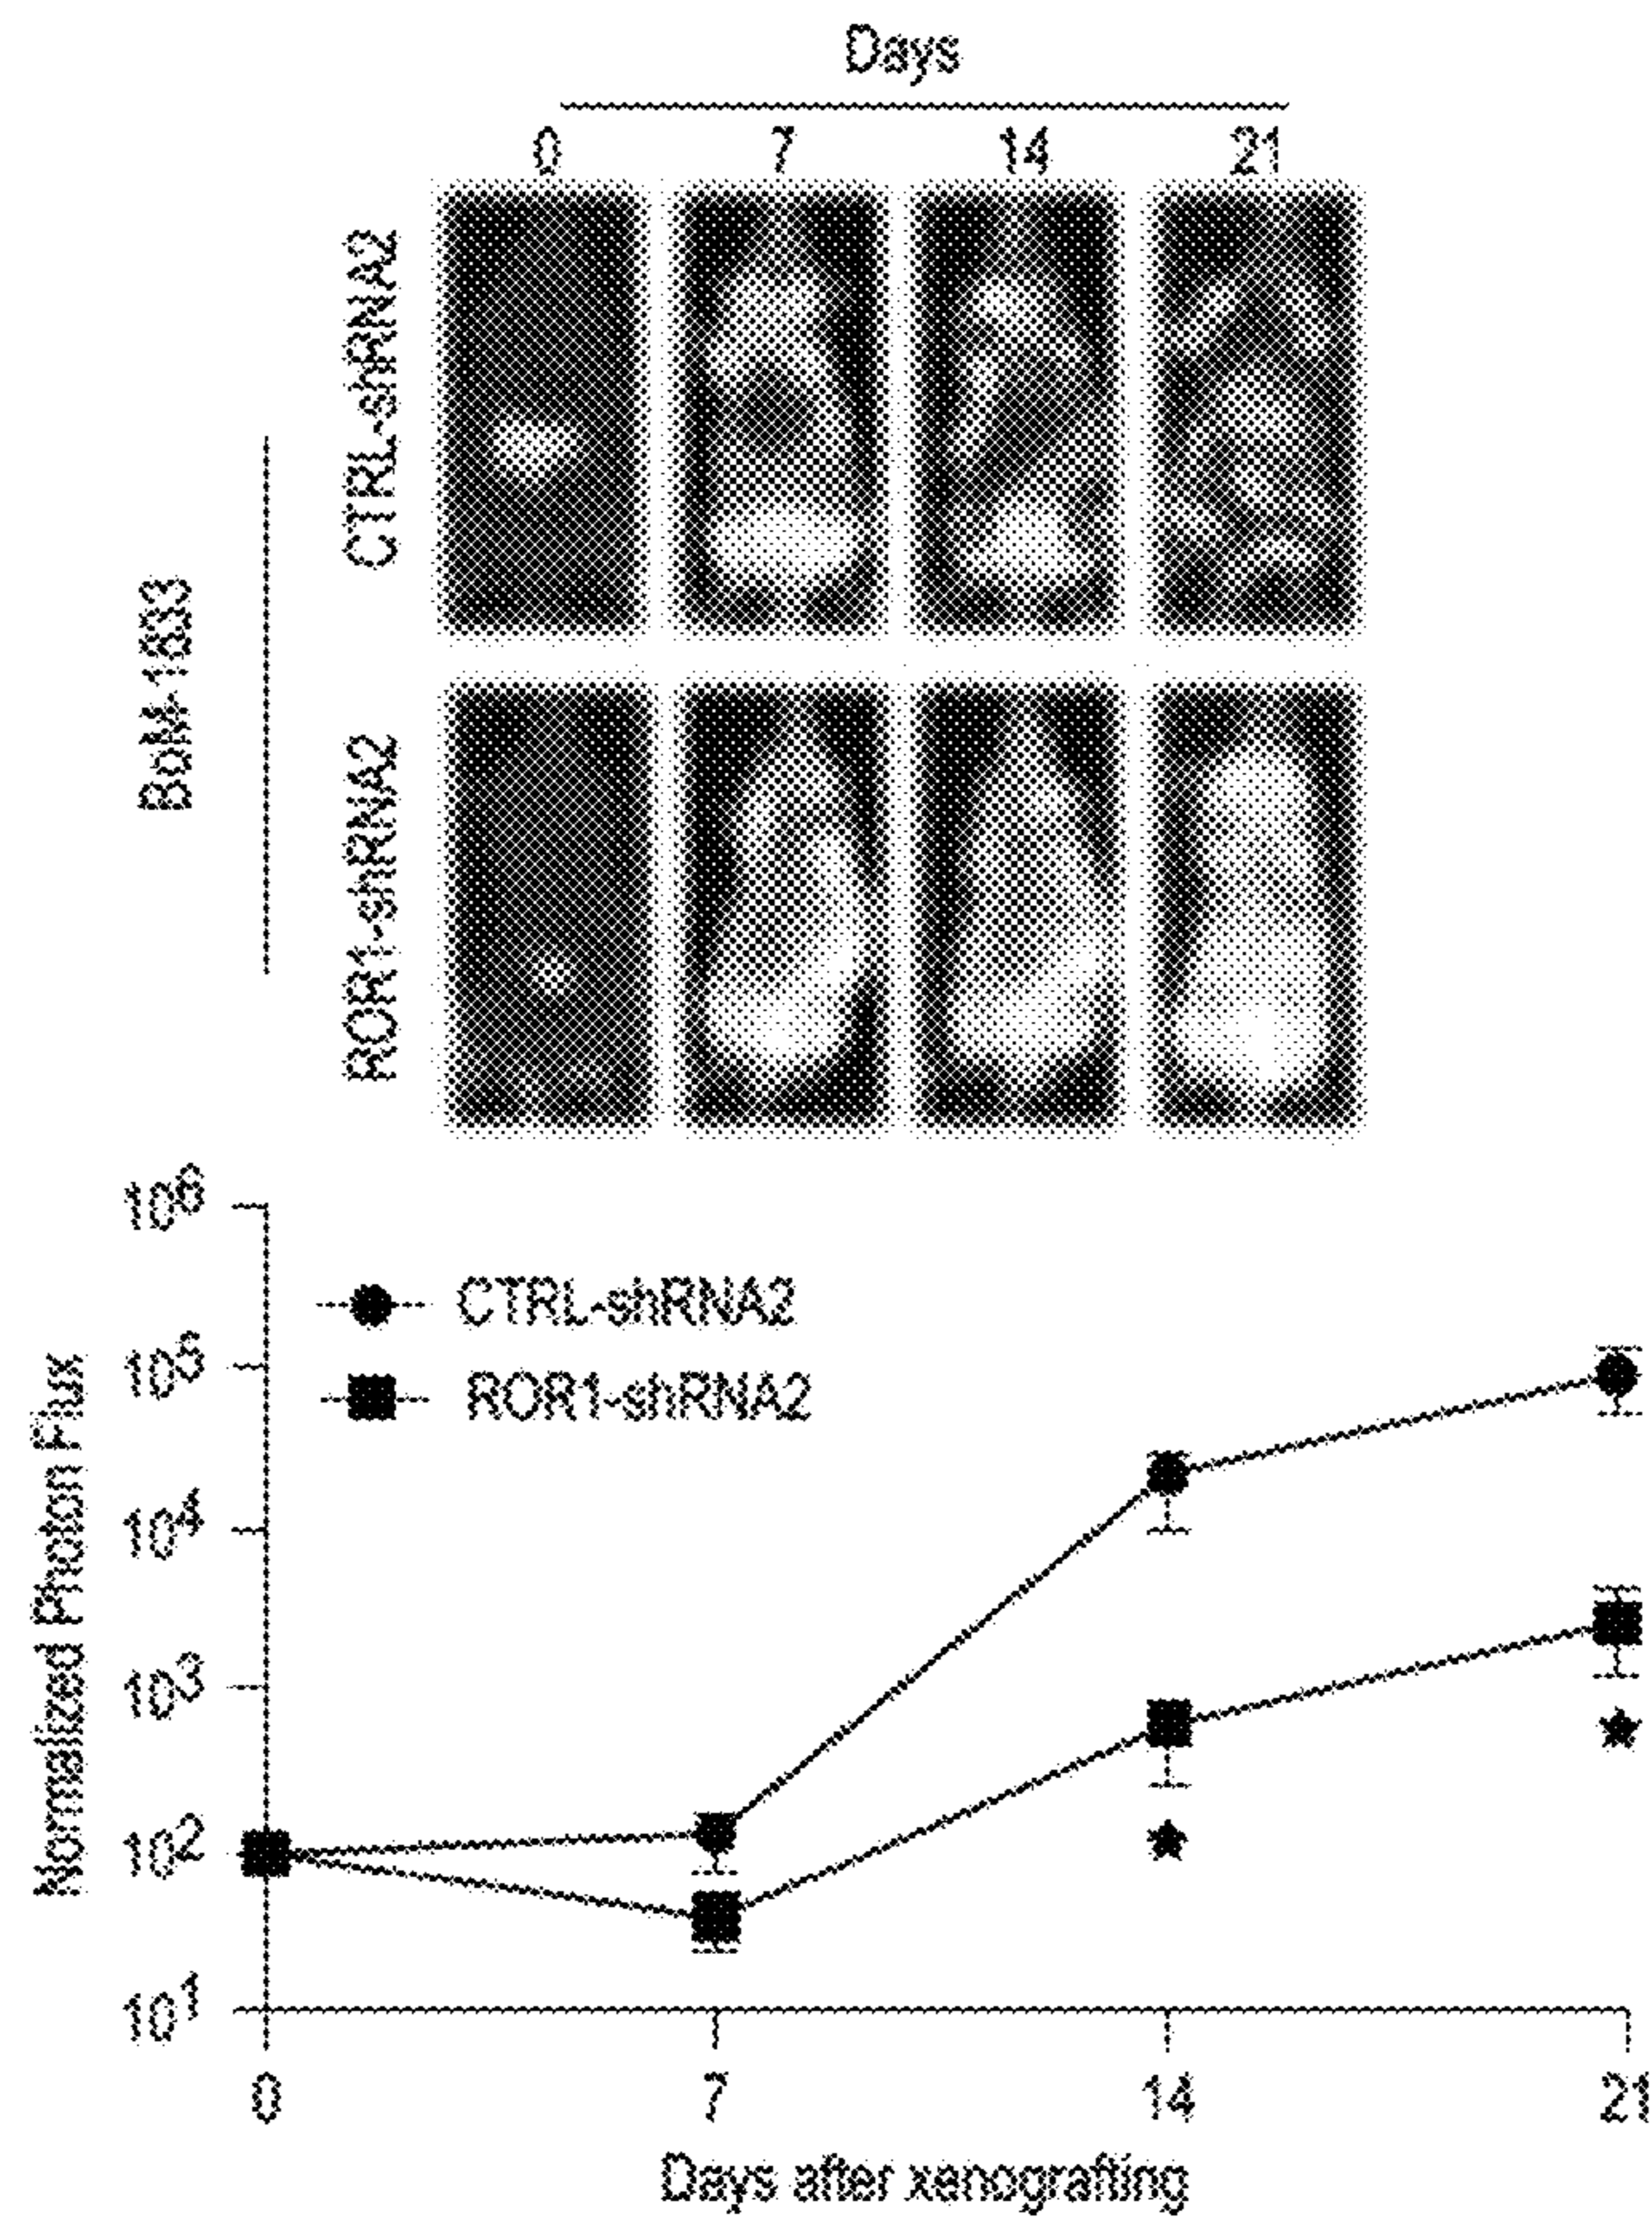 Days
0 7 14 21
BoM-1833
CTRL-shRNA2
ROR1-shRNA2
10^6
10^5
10^4
10^3
10^2
10^1
Normalized Photon Flux
CTRL-shRNA2
ROR1-shRNA2
0 7 14 21
Days after xenografting